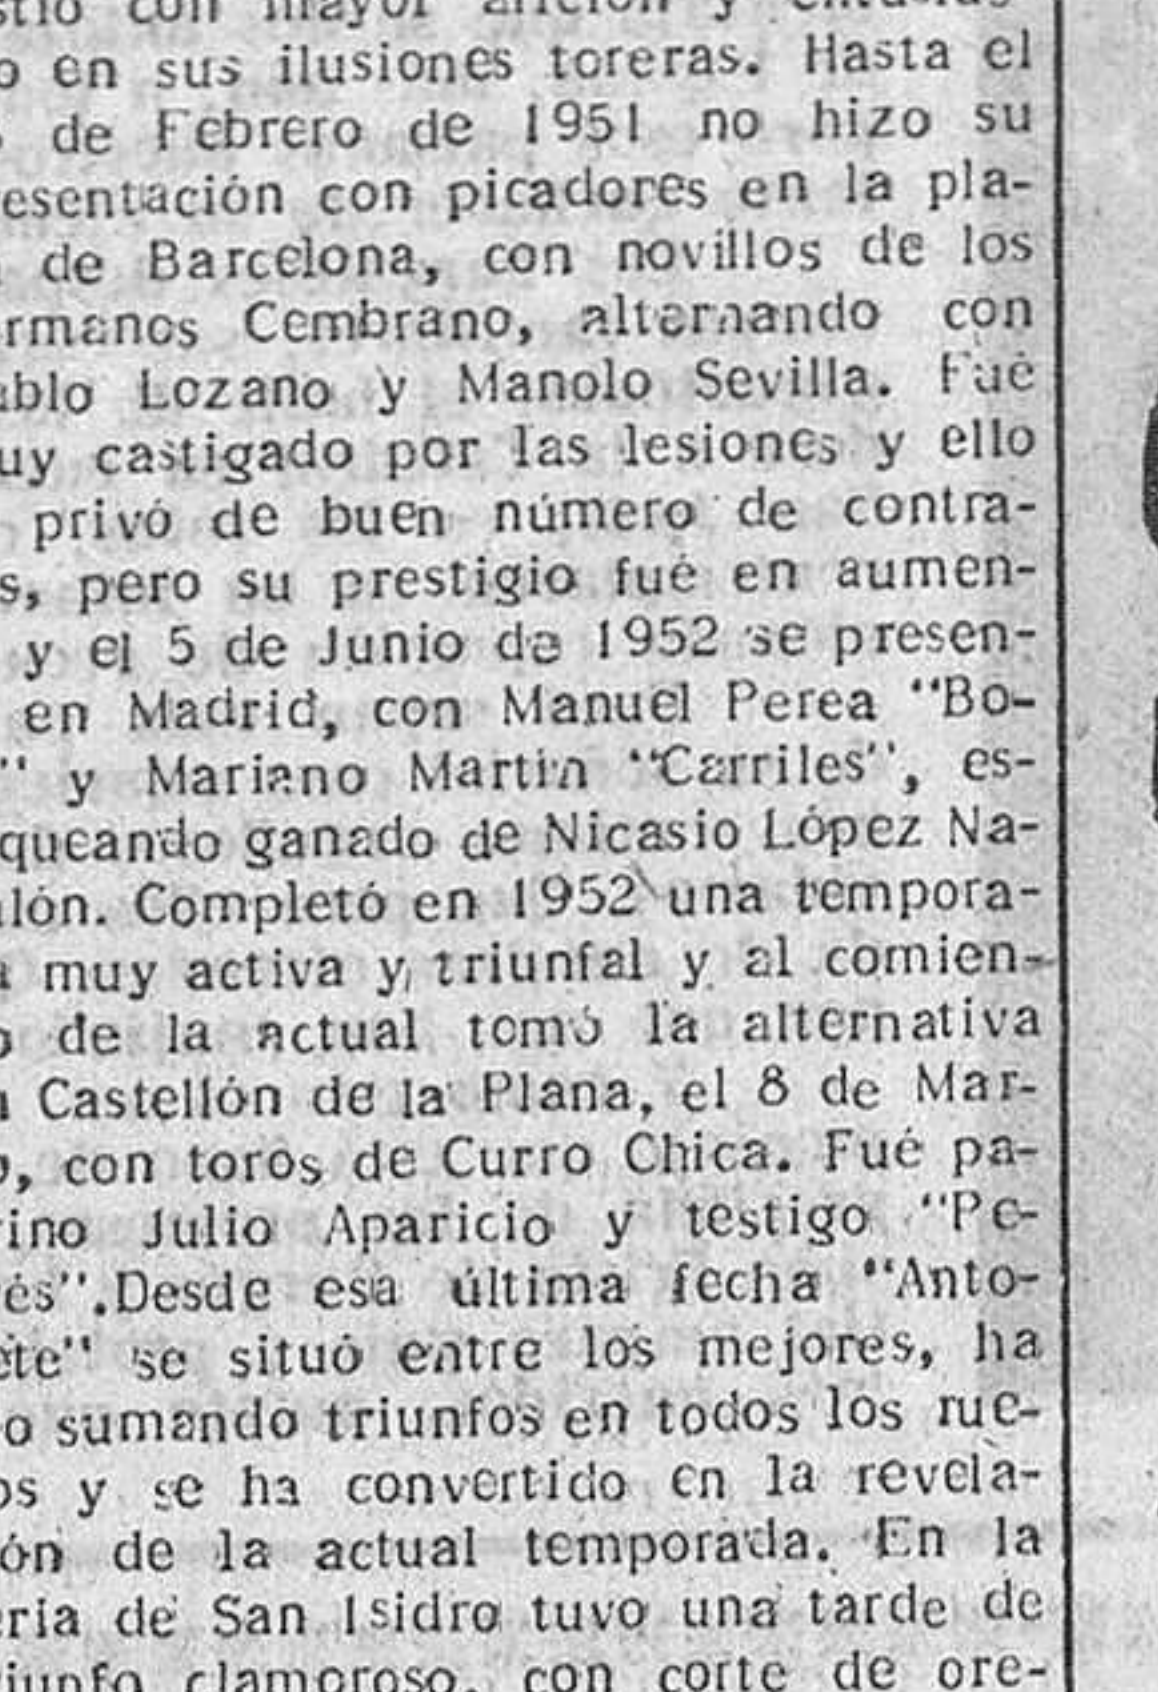 con mayor afición y
en sus ilusiones toreras. Hasta el
de Febrero de 1951 no hizo su
esentación con picadores en la pla-
de Barcelona, con novillos de los
rmanos Cembrano, alternando con
ablo Lozano y Manolo Sevilla. Fué
uy castigado por las lesiones y ello
privó de buen número de contra-
s, pero su prestigio fué en aumen-
y el 5 de Junio de 1952 se presen-
en Madrid, con Manuel Perea "Bo-
" y Mariano Martin "Carriles", es-
queando ganado de Nicasio López Na-
lón. Completó en 1952 una tempora-
a muy activa y triunfal y al comien-
o de la actual tomó la alternativa
Castellón de la Plana, el 8 de Mar-
o, con toros de Curro Chica. Fué pa-
rino Julio Aparicio y testigo "Pe-
és".Desde esa última fecha "Anto-
ete" se situó entre los mejores, ha
o sumando triunfos en todos los rue-
os y se ha convertido en la revela-
ón de la actual temporada. En la
ería de San Isidro tuvo una tarde de
riunfo clamoroso, con corte de ore-